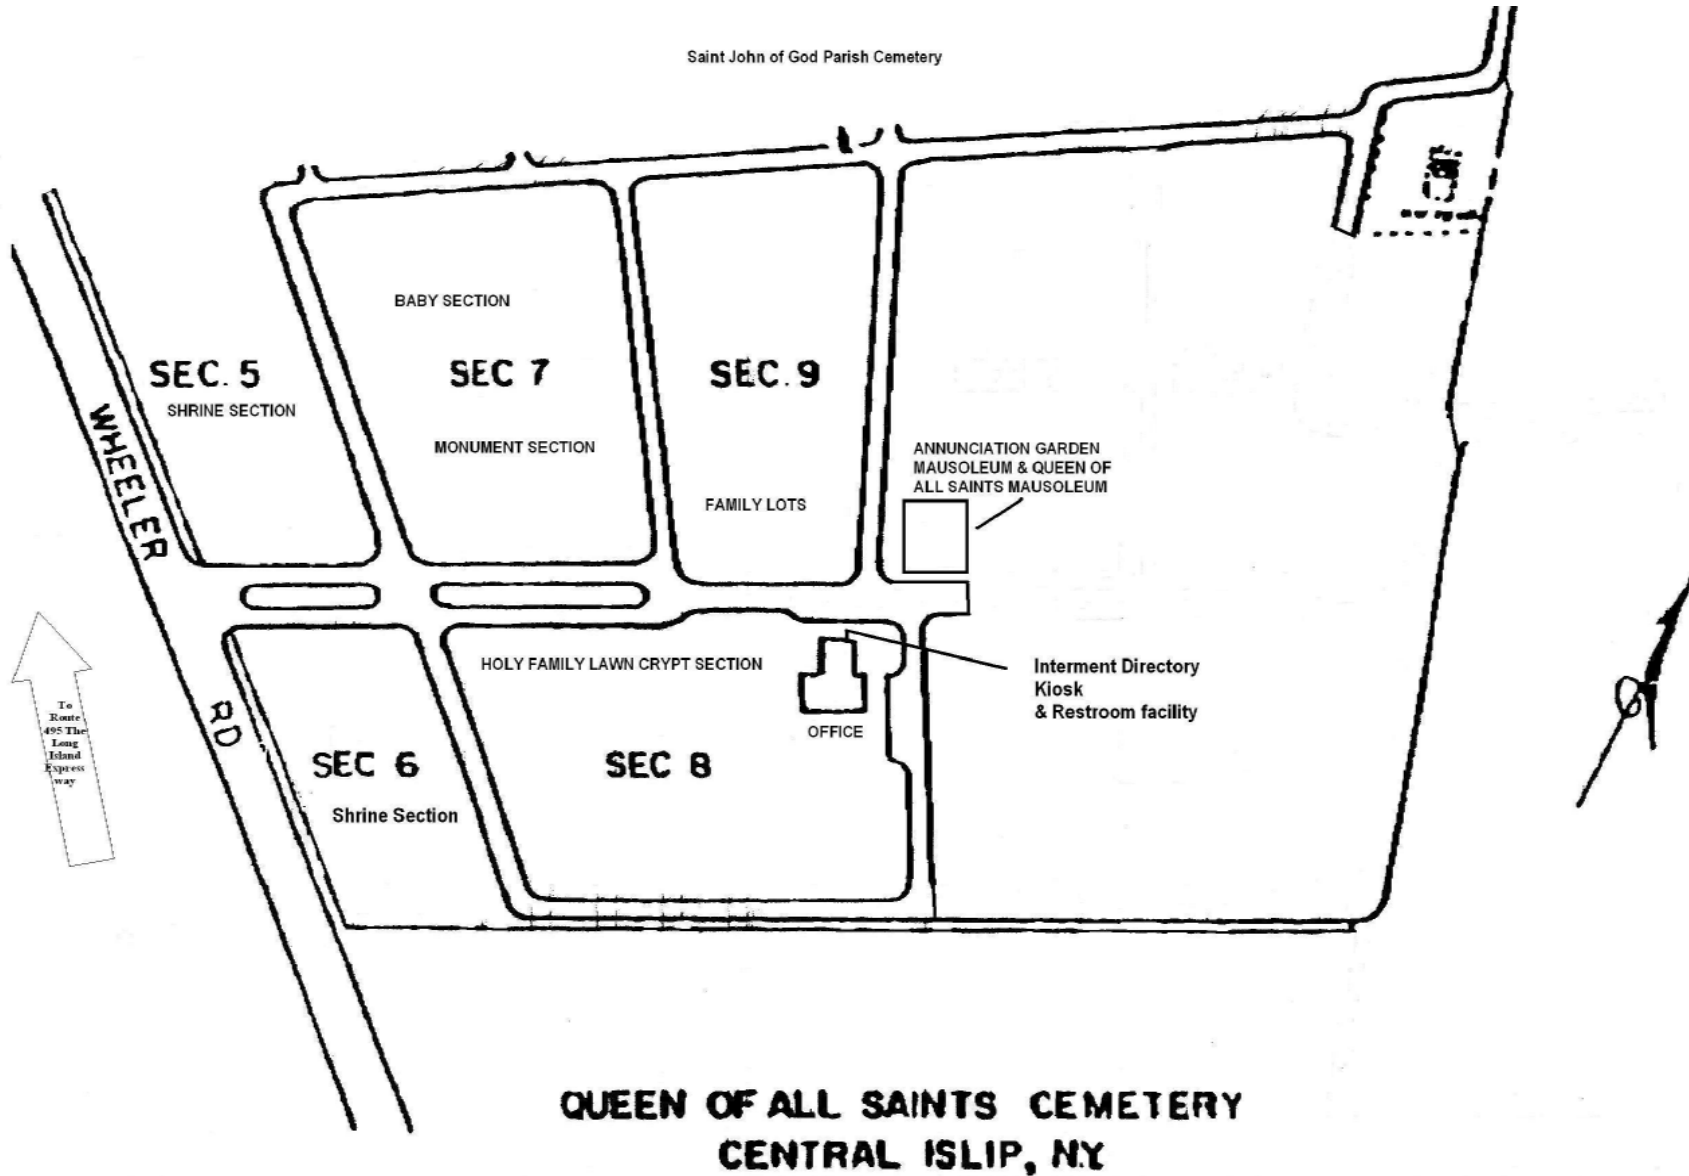 Saint John of God Parish Cemetery
BABY SECTION
SEC. 5
SEC 7
SEC. 9
SHRINE SECTION
WHEELER
MONUMENT SECTION
ANNUNCIATION GARDEN
MAUSOLEUM & QUEEN OF
ALL SAINTS MAUSOLEUM
FAMILY LOTS
HOLY FAMILY LAWN CRYPT SECTION
Interment Directory
Kiosk
& Restroom facility
To
Route
495 The
Long
Island
Express
way
RD
OFFICE
SEC 6
SEC 8
Shrine Section
QUEEN OF ALL SAINTS CEMETERY
CENTRAL ISLIP, N.Y